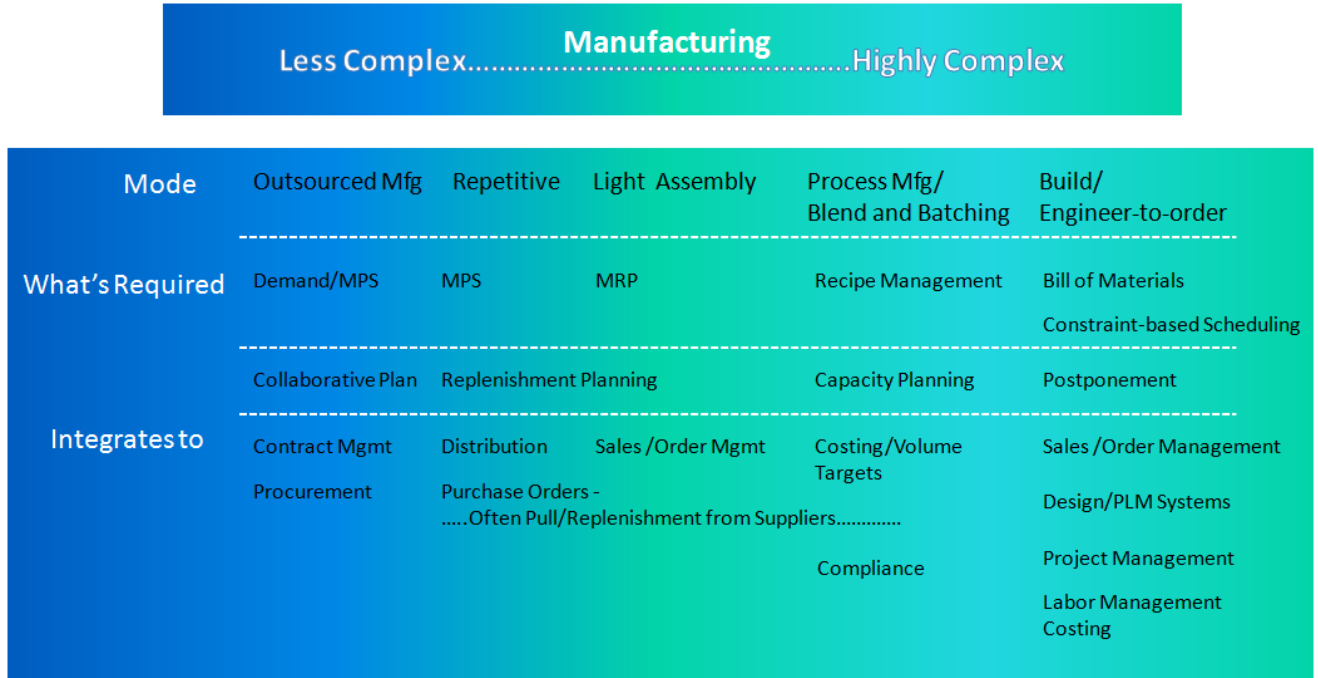 Manufacturing
Less Complex.................................................Highly Complex
Mode
Outsourced Mfg
Repetitive
Light Assembly
Process Mfg/
Blend and Batching
Build/
Engineer-to-order
What's Required
Demand/MPS
MPS
MRP
Recipe Management
Bill of Materials
Constraint-based Scheduling
Collaborative Plan
Replenishment Planning
Capacity Planning
Postponement
Integrates to
Contract Mgmt
Distribution
Sales /Order Mgmt
Costing/Volume
Targets
Sales /Order Management
Procurement
Purchase Orders -
.....Often Pull/Replenishment from Suppliers.............
Design/PLM Systems
Compliance
Project Management
Labor Management
Costing